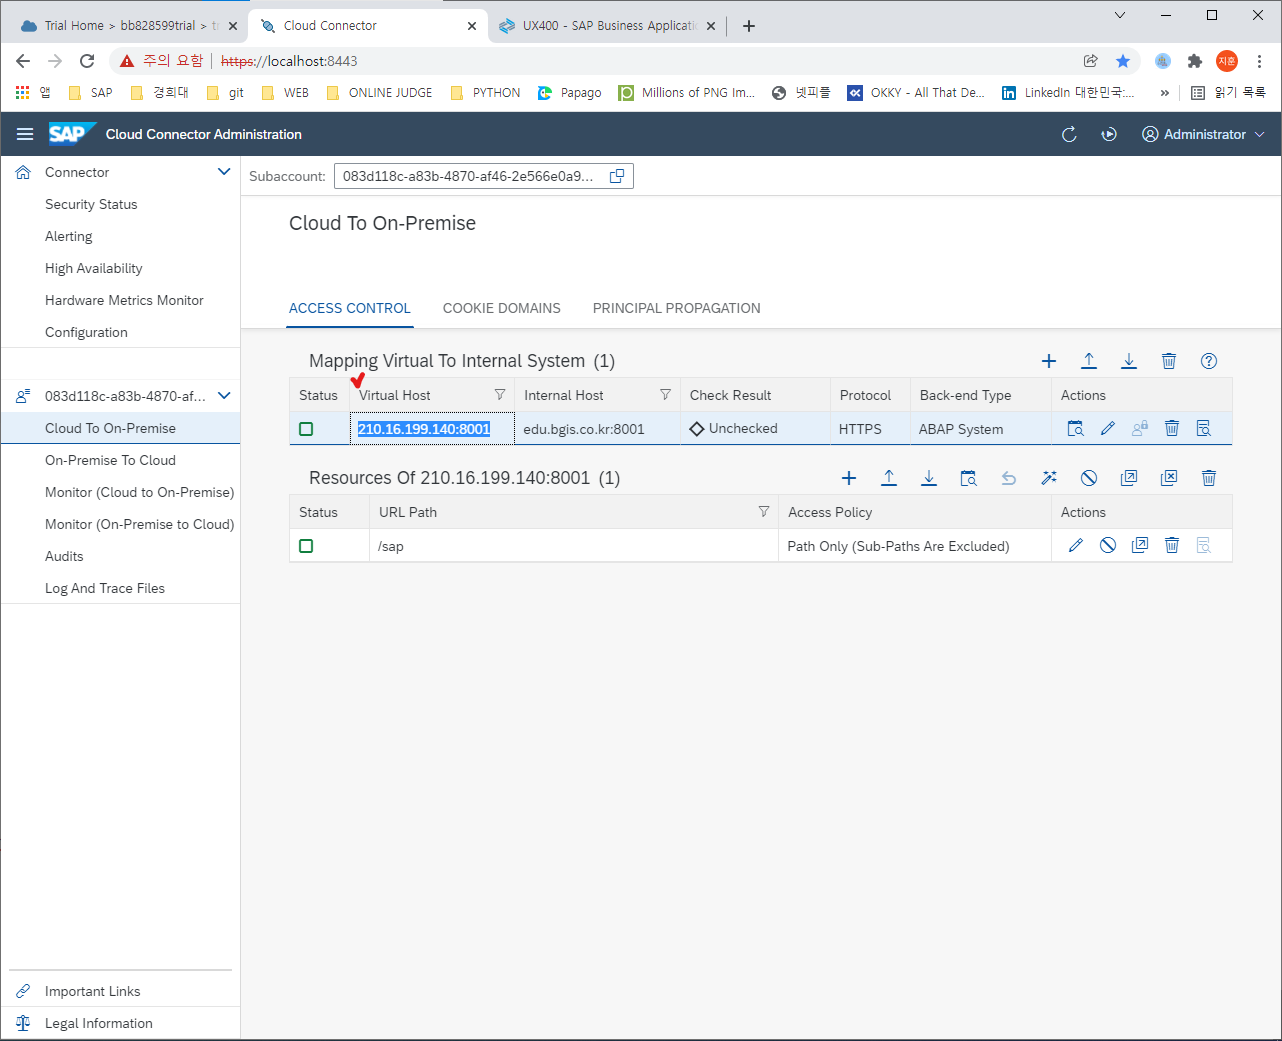 Trial Home > bb828599trial > tr
Cloud Connector
UX400 - SAP Business Applicati
주의 요함 https://localhost:8443
지훈
앱 SAP 경희대 git WEB ONLINE JUDGE PYTHON Papago Millions of PNG Im... 넷피플 OKKY - All That De... LinkedIn 대한민국:... » 읽기 목록
SAP Cloud Connector Administration Administrator
Connector
Security Status
Alerting
High Availability
Hardware Metrics Monitor
Configuration
083d118c-a83b-4870-af...
Cloud To On-Premise
On-Premise To Cloud
Monitor (Cloud to On-Premise)
Monitor (On-Premise to Cloud)
Audits
Log And Trace Files
Important Links
Legal Information
Subaccount: 083d118c-a83b-4870-af46-2e566e0a9...
Cloud To On-Premise
ACCESS CONTROL COOKIE DOMAINS PRINCIPAL PROPAGATION
Mapping Virtual To Internal System (1)
Status Virtual Host Internal Host Check Result Protocol Back-end Type Actions
210.16.199.140:8001 edu.bgis.co.kr:8001 Unchecked HTTPS ABAP System
Resources Of 210.16.199.140:8001 (1)
Status URL Path Access Policy Actions
/sap Path Only (Sub-Paths Are Excluded)